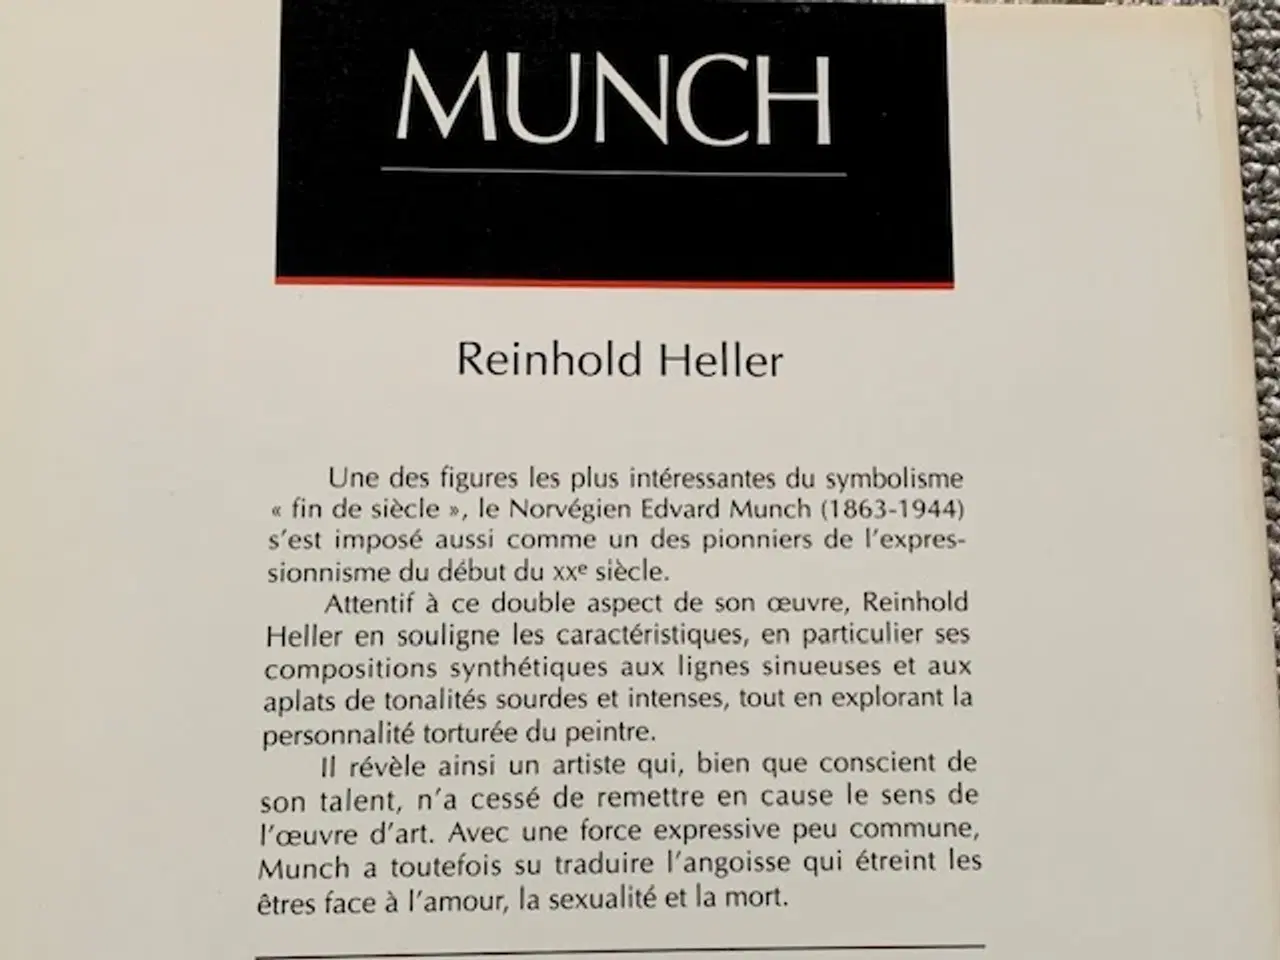 MUNCH
Reinhold Heller
Une des figures les plus intéressantes du symbolisme
« fin de siècle », le Norvégien Edvard Munch (1863-1944)
s'est imposé aussi comme un des pionniers de l'expres-
sionnisme du début du XXe siècle.
Attentif à ce double aspect de son œuvre, Reinhold
Heller en souligne les caractéristiques, en particulier ses
compositions synthétiques aux lignes sinueuses et aux
aplats de tonalités sourdes et intenses, tout en explorant la
personnalité torturée du peintre.
Il révèle ainsi un artiste qui, bien que conscient de
son talent, n'a cessé de remettre en cause le sens de
l'œuvre d'art. Avec une force expressive peu commune,
Munch a toutefois su traduire l'angoisse qui étreint les
êtres face à l'amour, la sexualité et la mort.